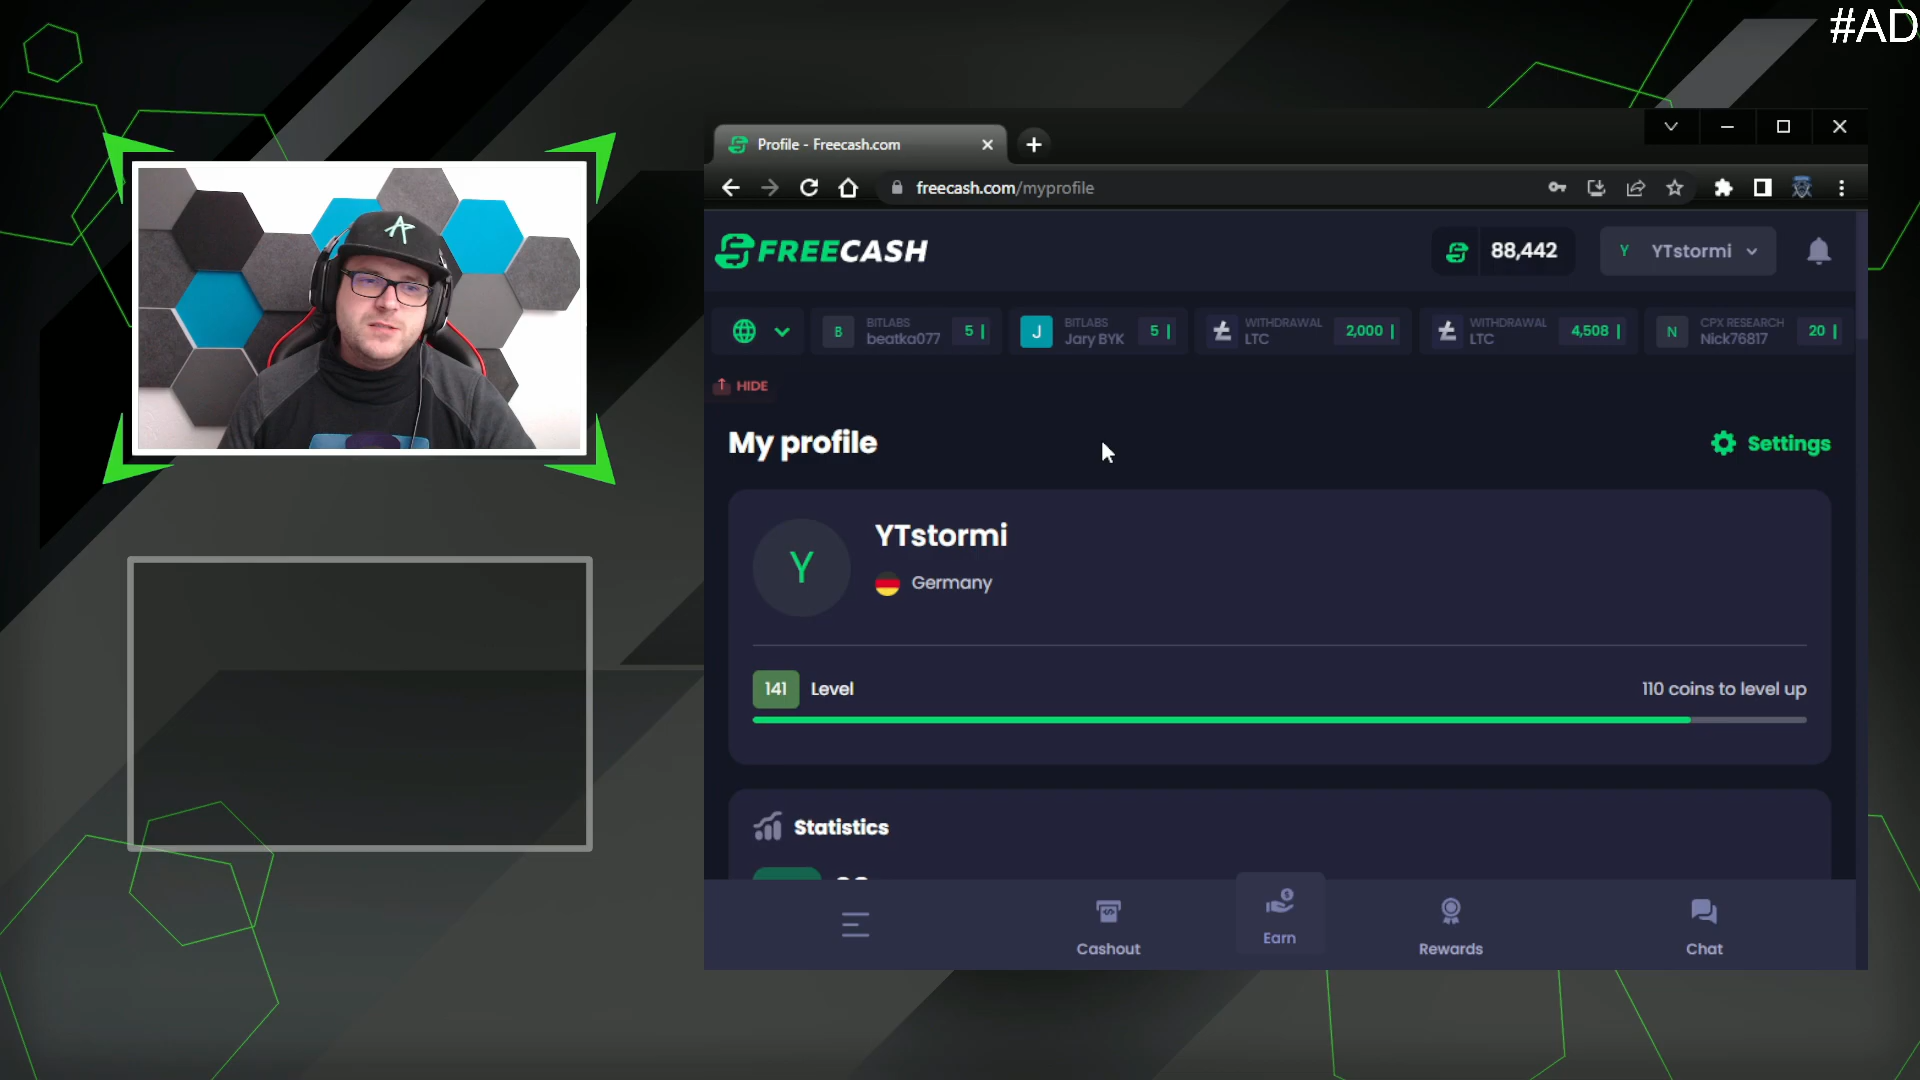 #AD
Profile - Freecash.com
freecash.com/myprofile
FREECASH
88,442
Y YTstormi
B BITLABS beatka077 5
J BITLABS Jary BYK 5
WITHDRAWAL LTC 2,000
WITHDRAWAL LTC 4,508
N CPX RESEARCH Nick76817 20
HIDE
My profile
Settings
Y
YTstormi
Germany
141 Level
110 coins to level up
Statistics
Cashout
Earn
Rewards
Chat